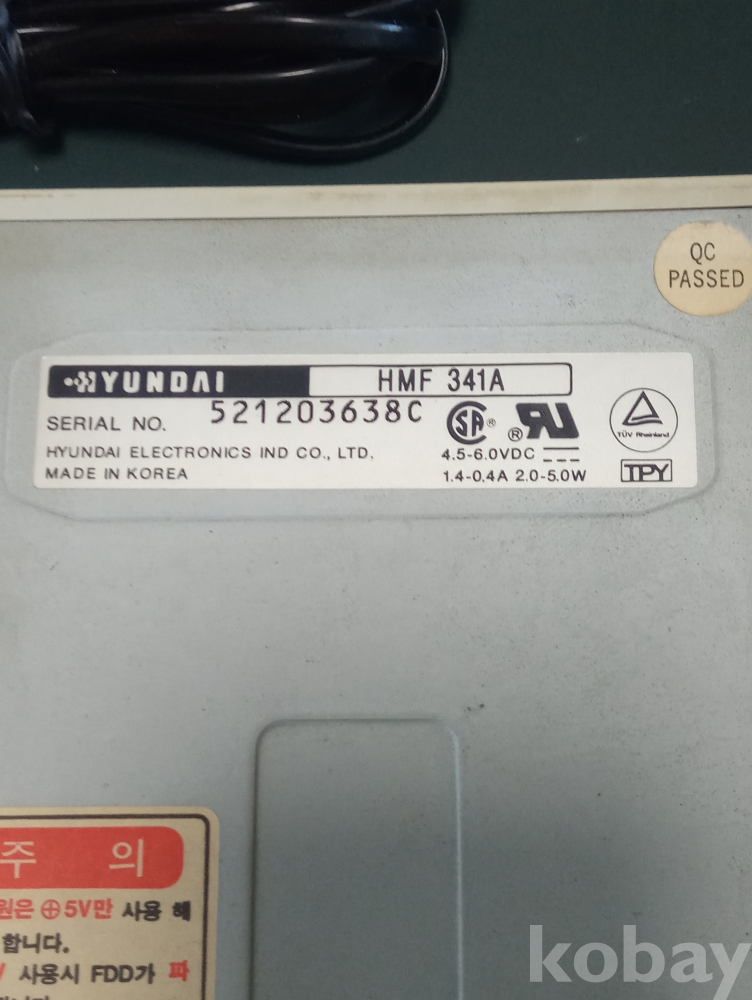 QC
PASSED
HYUNDAI HMF 341A
SERIAL NO. 521203638C
HYUNDAI ELECTRONICS IND CO., LTD.
MADE IN KOREA
SA®
®
4.5-6.0VDC
1.4-0.4A 2.0-5.0W
TÜV Rheinland
TPY
주 의
원은 ⊕5V만 사용 해
합니다.
V 사용시 FDD가 파
kobay